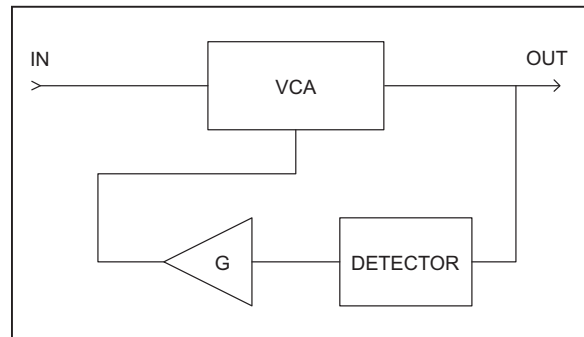 IN
OUT
VCA
G
DETECTOR